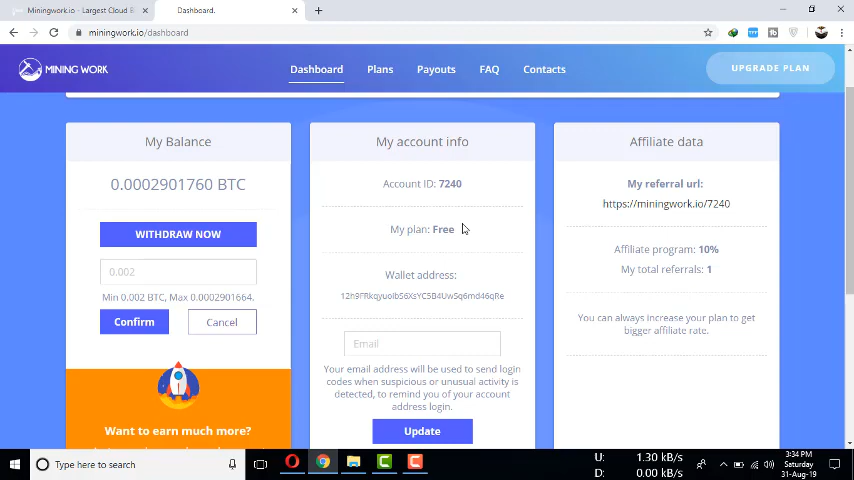 Miningwork.io - Largest Cloud B
Dashboard.
miningwork.io/dashboard
MINING WORK
Dashboard
Plans
Payouts
FAQ
Contacts
UPGRADE PLAN
My Balance
0.0002901760 BTC
WITHDRAW NOW
0.002
Min 0.002 BTC, Max 0.0002901664.
Confirm
Cancel
Want to earn much more?
My account info
Account ID: 7240
My plan: Free
Wallet address:
Email
Your email address will be used to send login
codes when suspicious or unusual activity is
detected, to remind you of your account
address login.
Update
Affiliate data
My referral url:
https://miningwork.io/7240
Affiliate program: 10%
My total referrals: 1
You can always increase your plan to get
bigger affiliate rate.
Type here to search
U: 1.30 kB/s
D: 0.00 kB/s
3:34 PM
Saturday
31-Aug-19